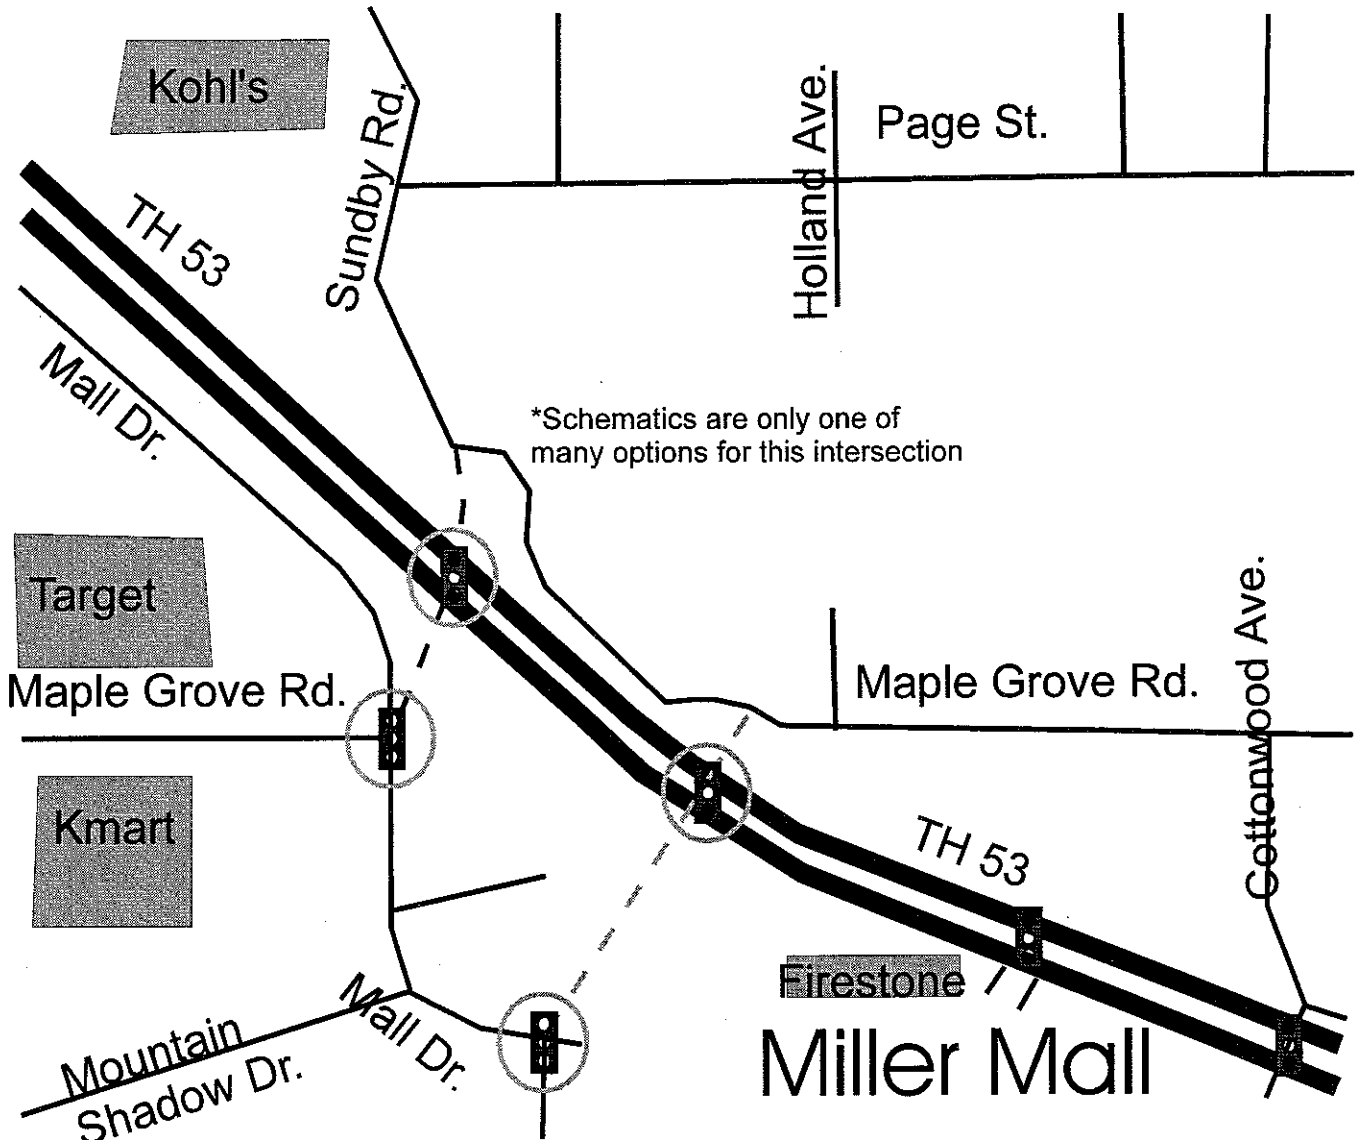 Kohl's
Sundby Rd.
Holland Ave.
Page St.
TH 53
Mall Dr.
*Schematics are only one of
many options for this intersection
Target
Maple Grove Rd.
Maple Grove Rd.
Cottonwood Ave.
Kmart
TH 53
Firestone
Mall Dr.
Mountain
Shadow Dr.
Miller Mall